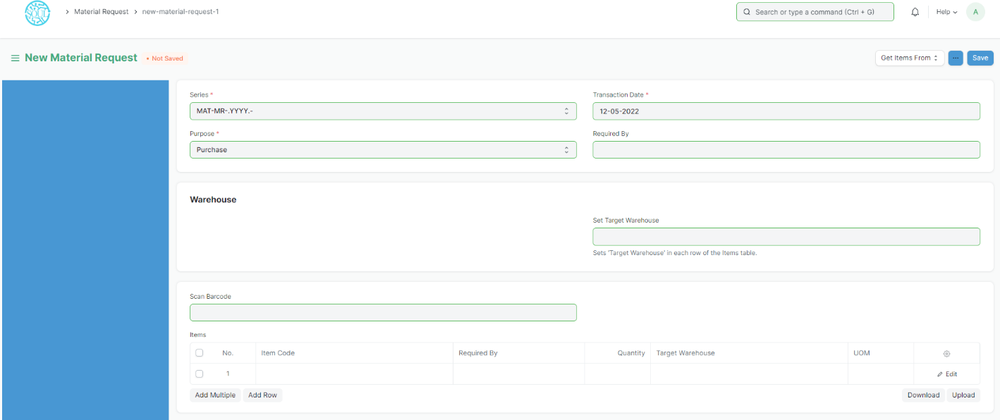 SOUL
Material Request
new-material-request-1
Search or type a command (Ctrl + G)
Help
A
New Material Request
• Not Saved
Get Items From
...
Save
Series *
Transaction Date *
MAT-MR-.YYYY.-
12-05-2022
Purpose *
Required By
Purchase
Warehouse
Set Target Warehouse
Sets 'Target Warehouse' in each row of the Items table.
Scan Barcode
Items
No. Item Code Required By Quantity Target Warehouse UOM
1 Edit
Add Multiple Add Row Download Upload